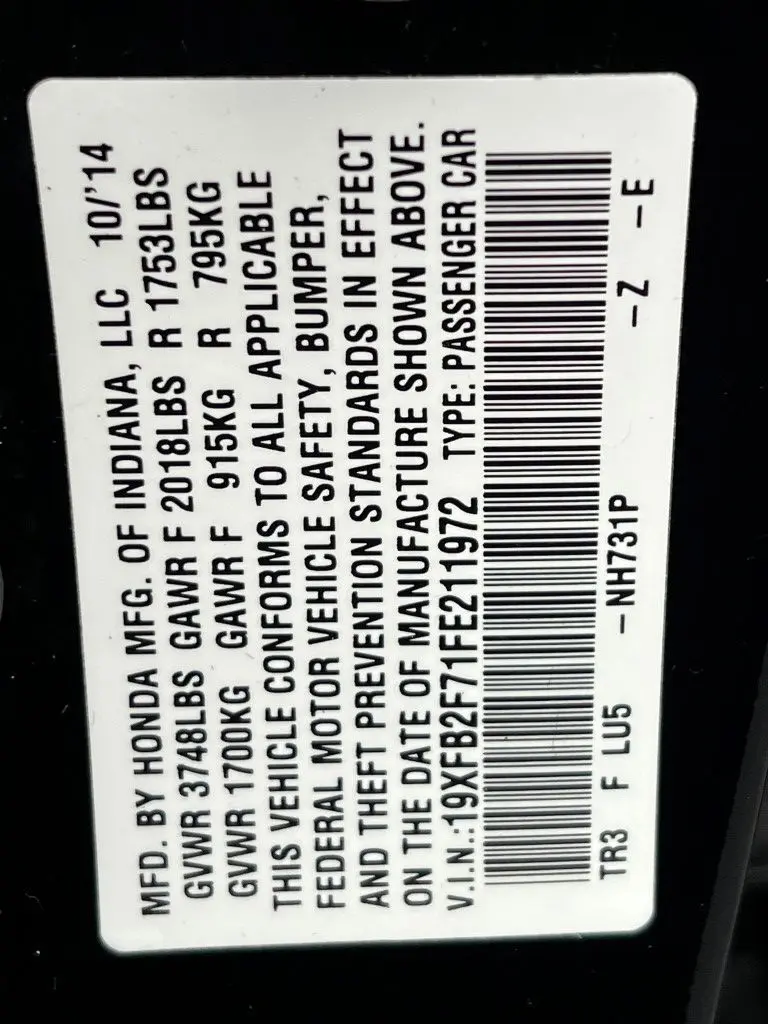 MFD. BY HONDA MFG. OF INDIANA, LLC 10/'14
GVWR 3748LBS GAWR F 2018LBS R 1753LBS
GVWR 1700KG GAWR F 915KG R 795KG
THIS VEHICLE CONFORMS TO ALL APPLICABLE
FEDERAL MOTOR VEHICLE SAFETY, BUMPER,
AND THEFT PREVENTION STANDARDS IN EFFECT
ON THE DATE OF MANUFACTURE SHOWN ABOVE.
V.I.N.:19XFB2F71FE211972 TYPE: PASSENGER CAR
TR3 F LU5 -NH731P -Z -E